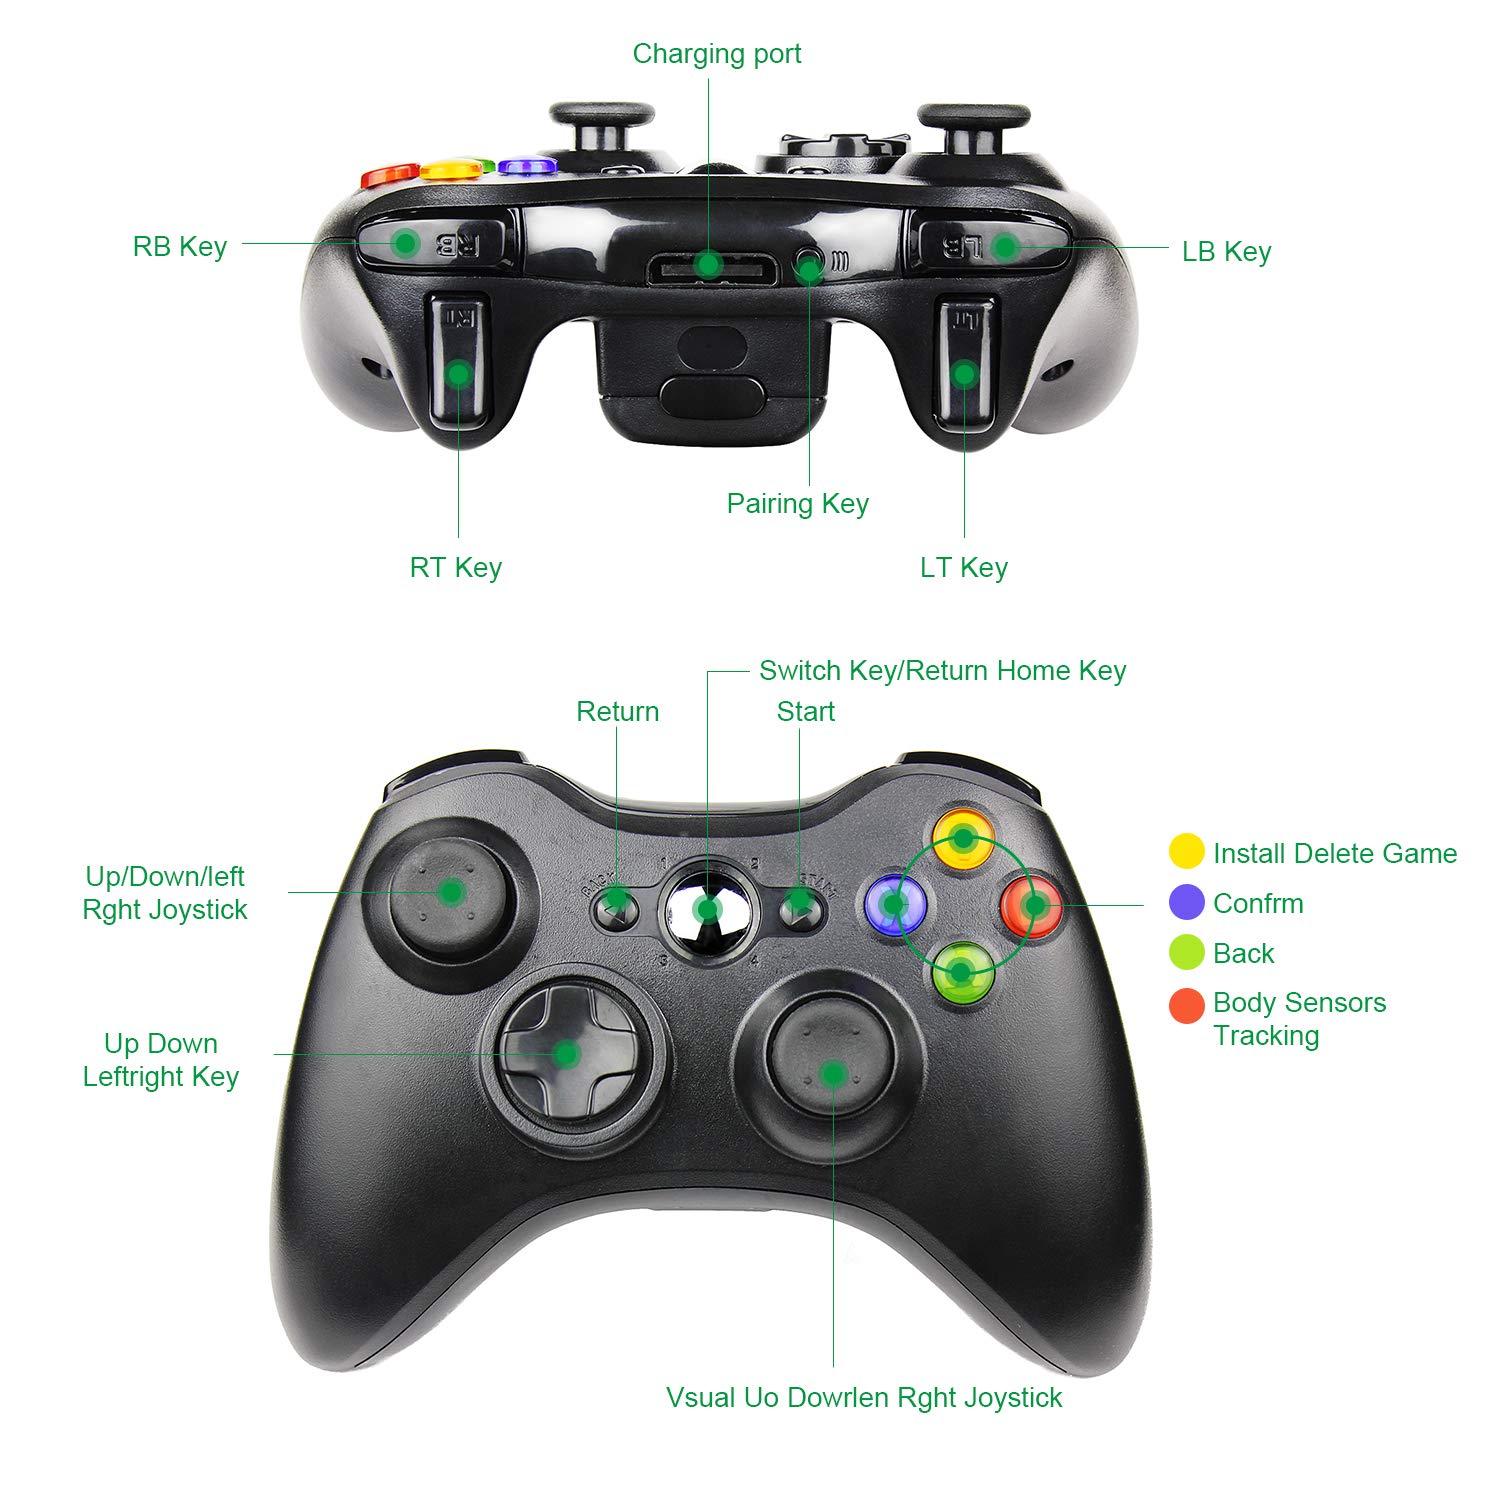 Charging port
RB Key
RB
LB
LB Key
RT
LT
Pairing Key
RT Key
LT Key
Switch Key/Return Home Key
Return
Start
1
2
BACK
START
3
4
Up/Down/left
Rght Joystick
Up Down
Leftright Key
Install Delete Game
Confrm
Back
Body Sensors
Tracking
Vsual Uo Dowrlen Rght Joystick